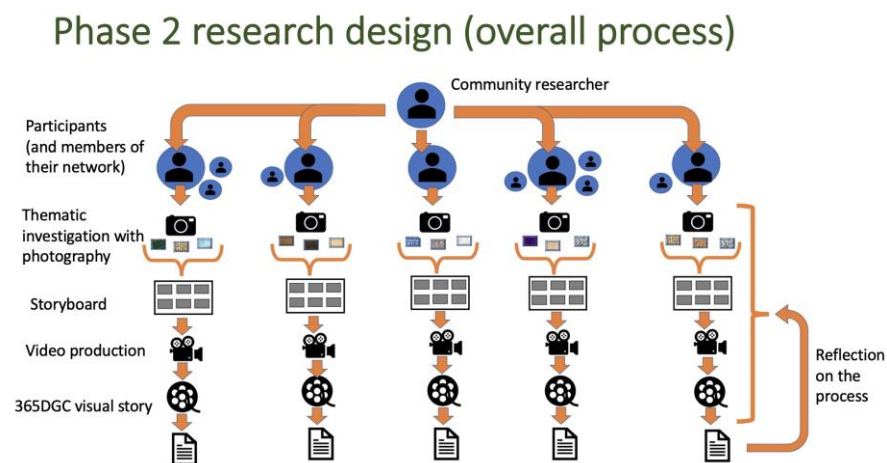 Phase 2 research design (overall process)
Community researcher
Participants
(and members of
their network)
Thematic
investigation with
photography
Storyboard
Video production
365DGC visual story
Reflection
on the
process